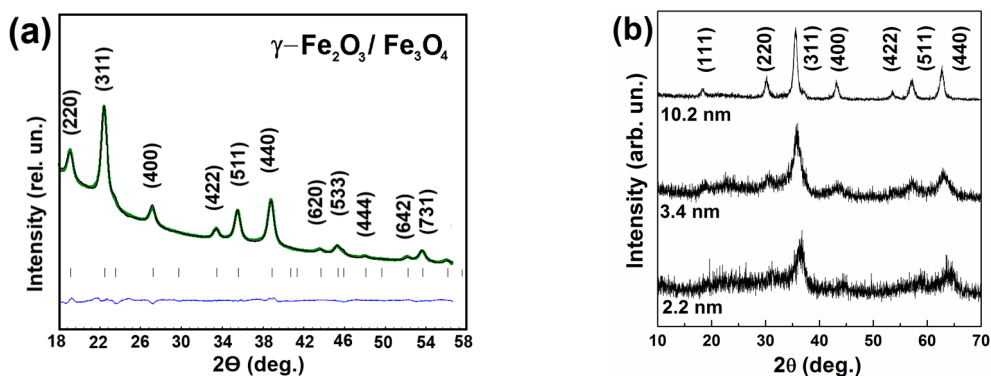 (a)
γ−Fe₂O₃/ Fe₃O₄
(220)
(311)
(400)
(422)
(511)
(440)
(620)
(533)
(444)
(642)
(731)
Intensity (rel. un.)
18 22 26 30 34 38 42 46 50 54 58
2Θ (deg.)
(b)
(111)
(220)
(311)
(400)
(422)
(511)
(440)
10.2 nm
3.4 nm
2.2 nm
Intensity (arb. un.)
10 20 30 40 50 60 70
2θ (deg.)